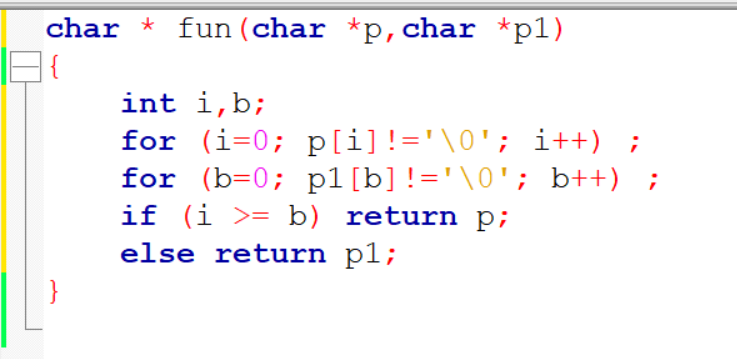 char * fun(char *p,char *p1)
{
int i,b;
for (i=0; p[i]!='\0'; i++) ;
for (b=0; p1[b]!='\0'; b++) ;
if (i >= b) return p;
else return p1;
}